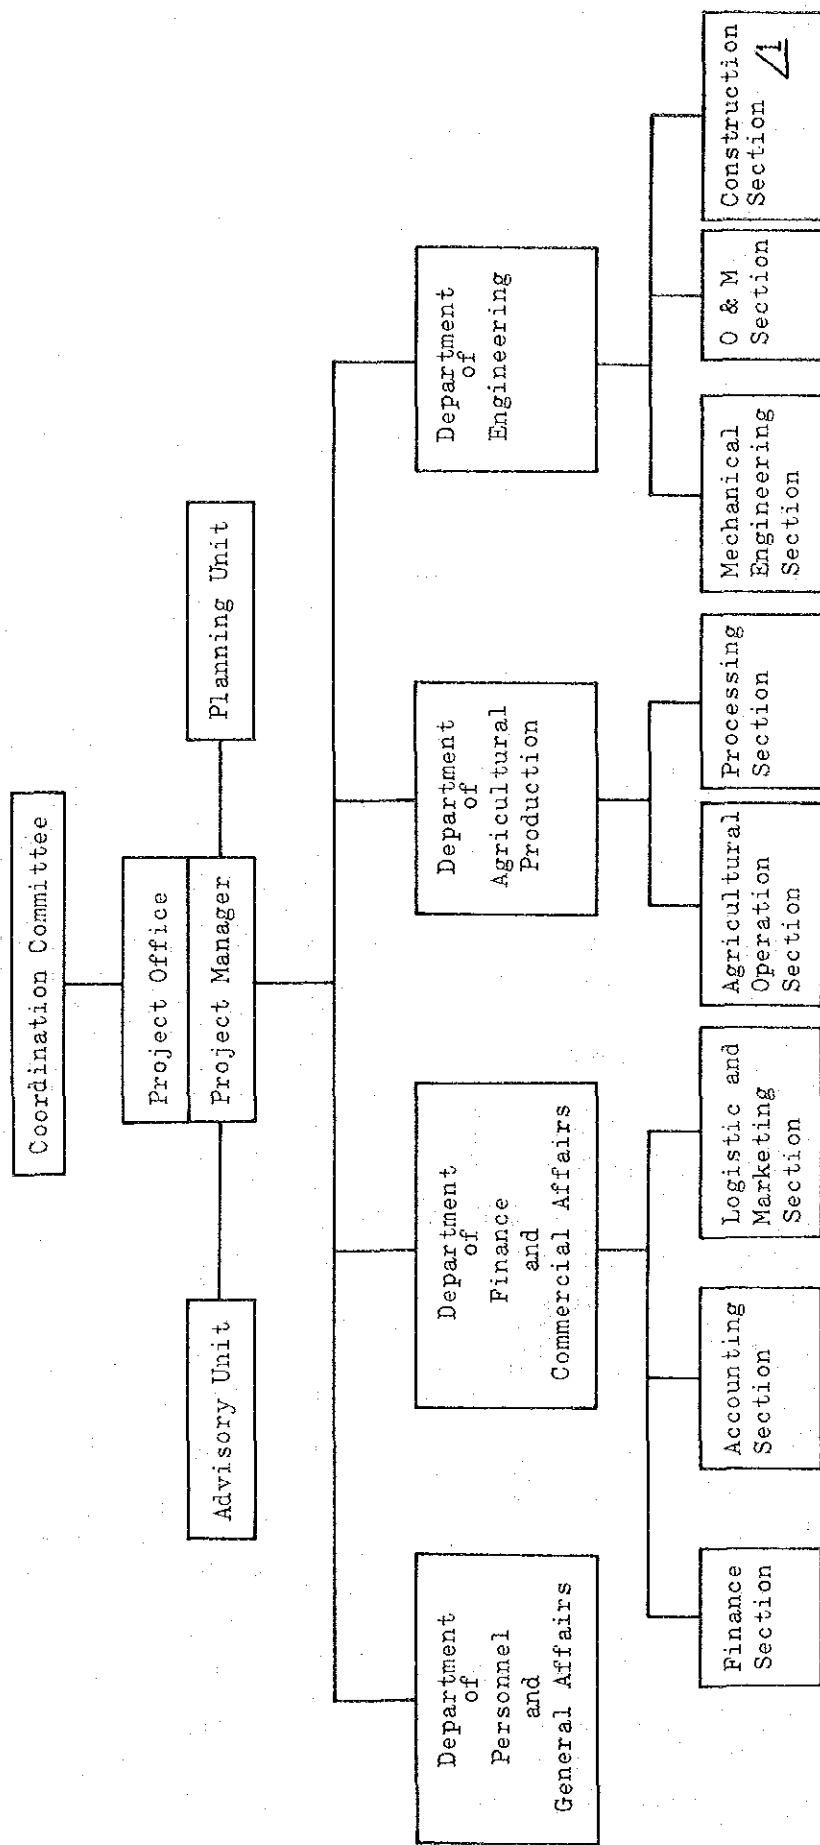 Coordination Committee
Project Office
Project Manager
Advisory Unit
Planning Unit
Department
of
Personnel
and
General Affairs
Department
of
Finance
and
Commercial Affairs
Department
of
Agricultural
Production
Department
of
Engineering
Finance
Section
Accounting
Section
Logistic and
Marketing
Section
Agricultural
Operation
Section
Processing
Section
Mechanical
Engineering
Section
O & M
Section
Construction
Section /1